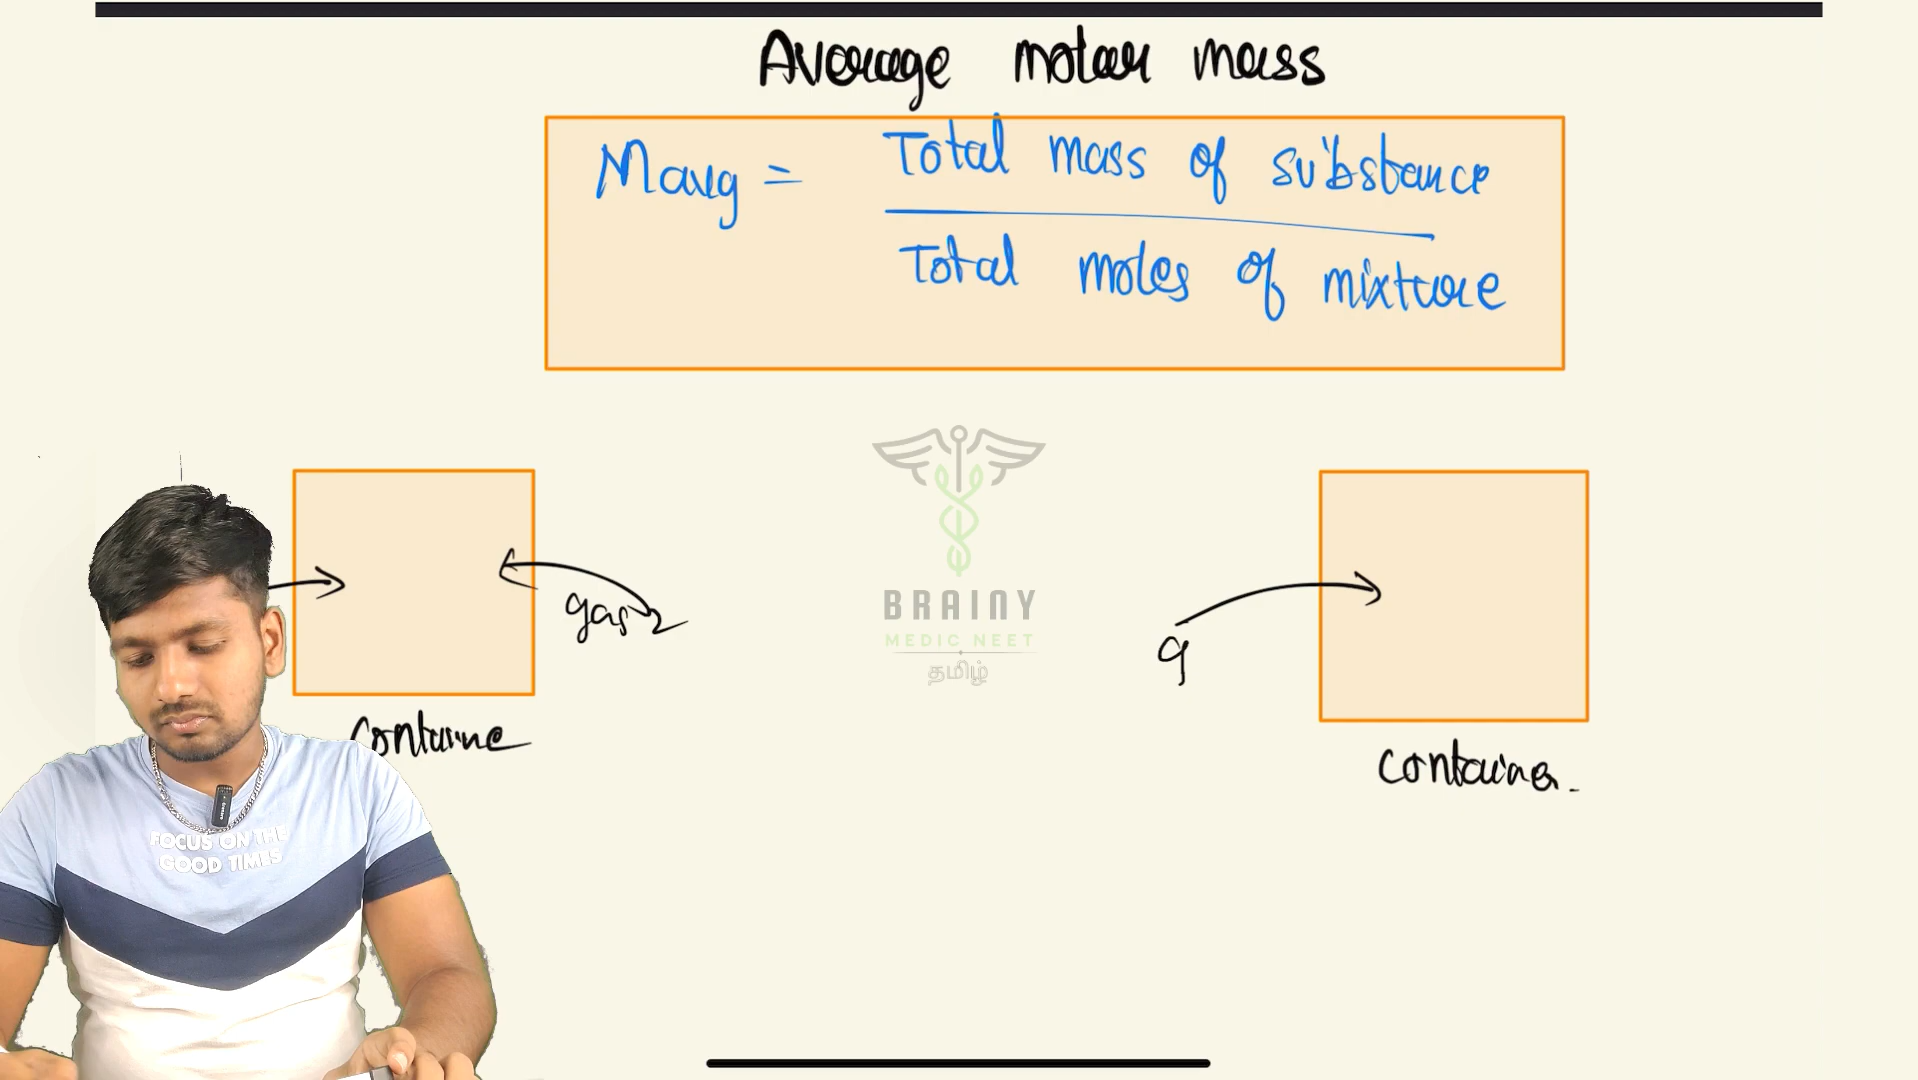 Average molar mass
Mavg = Total mass of substance
Total moles of mixture
gas 2
g
BRAINY
MEDIC NEET
தமிழ்
containe
container.
FOCUS ON THE
GOOD TIMES